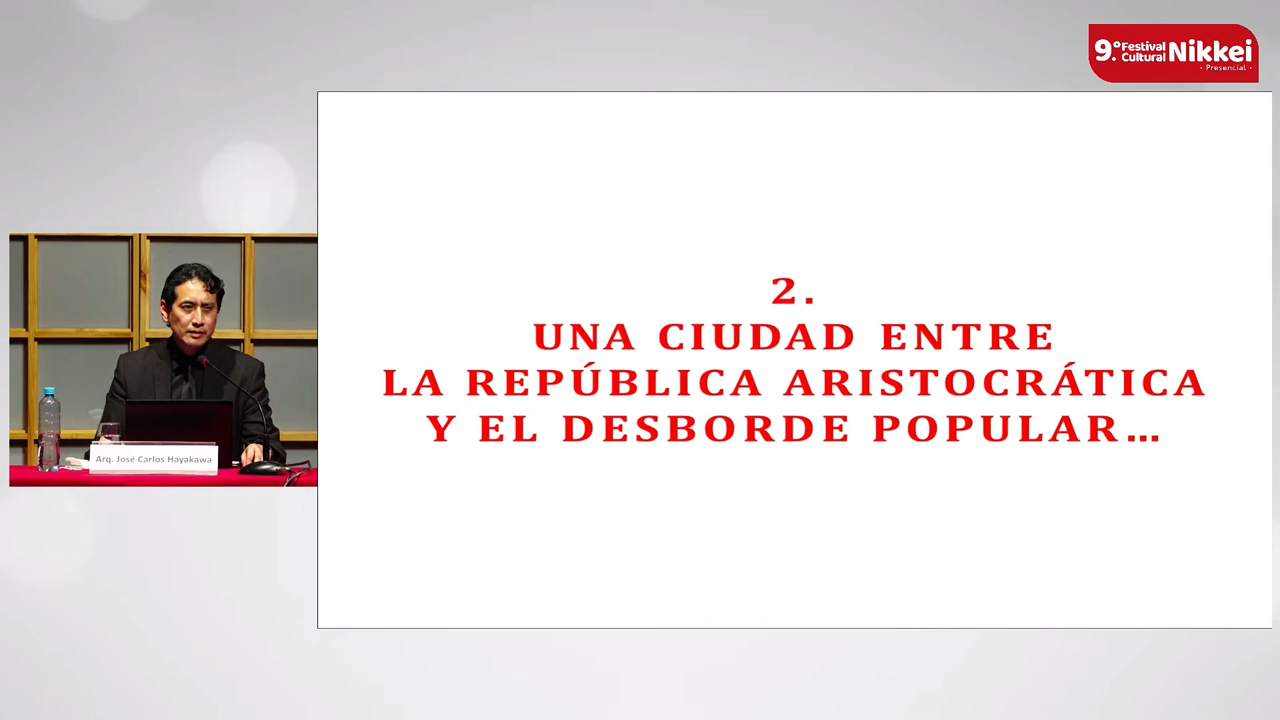 9.º Festival Cultural Nikkei
• Presencial •
2.
UNA CIUDAD ENTRE
LA REPÚBLICA ARISTOCRÁTICA
Y EL DESBORDE POPULAR...
Arq. José Carlos Hayakawa